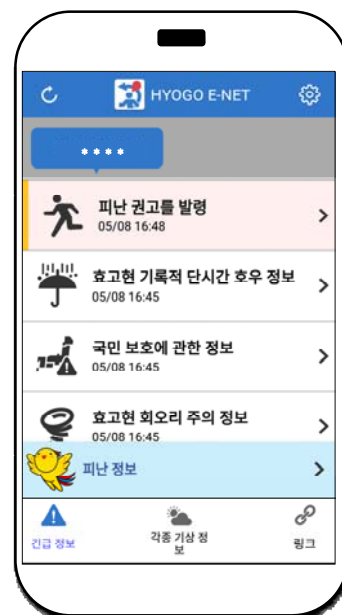 HYOGO E-NET
****
피난 권고를 발령
05/08 16:48
효고현 기록적 단시간 호우 정보
05/08 16:45
국민 보호에 관한 정보
05/08 16:45
효고현 회오리 주의 정보
05/08 16:45
피난 정보
긴급 정보
각종 기상 정
보
링크